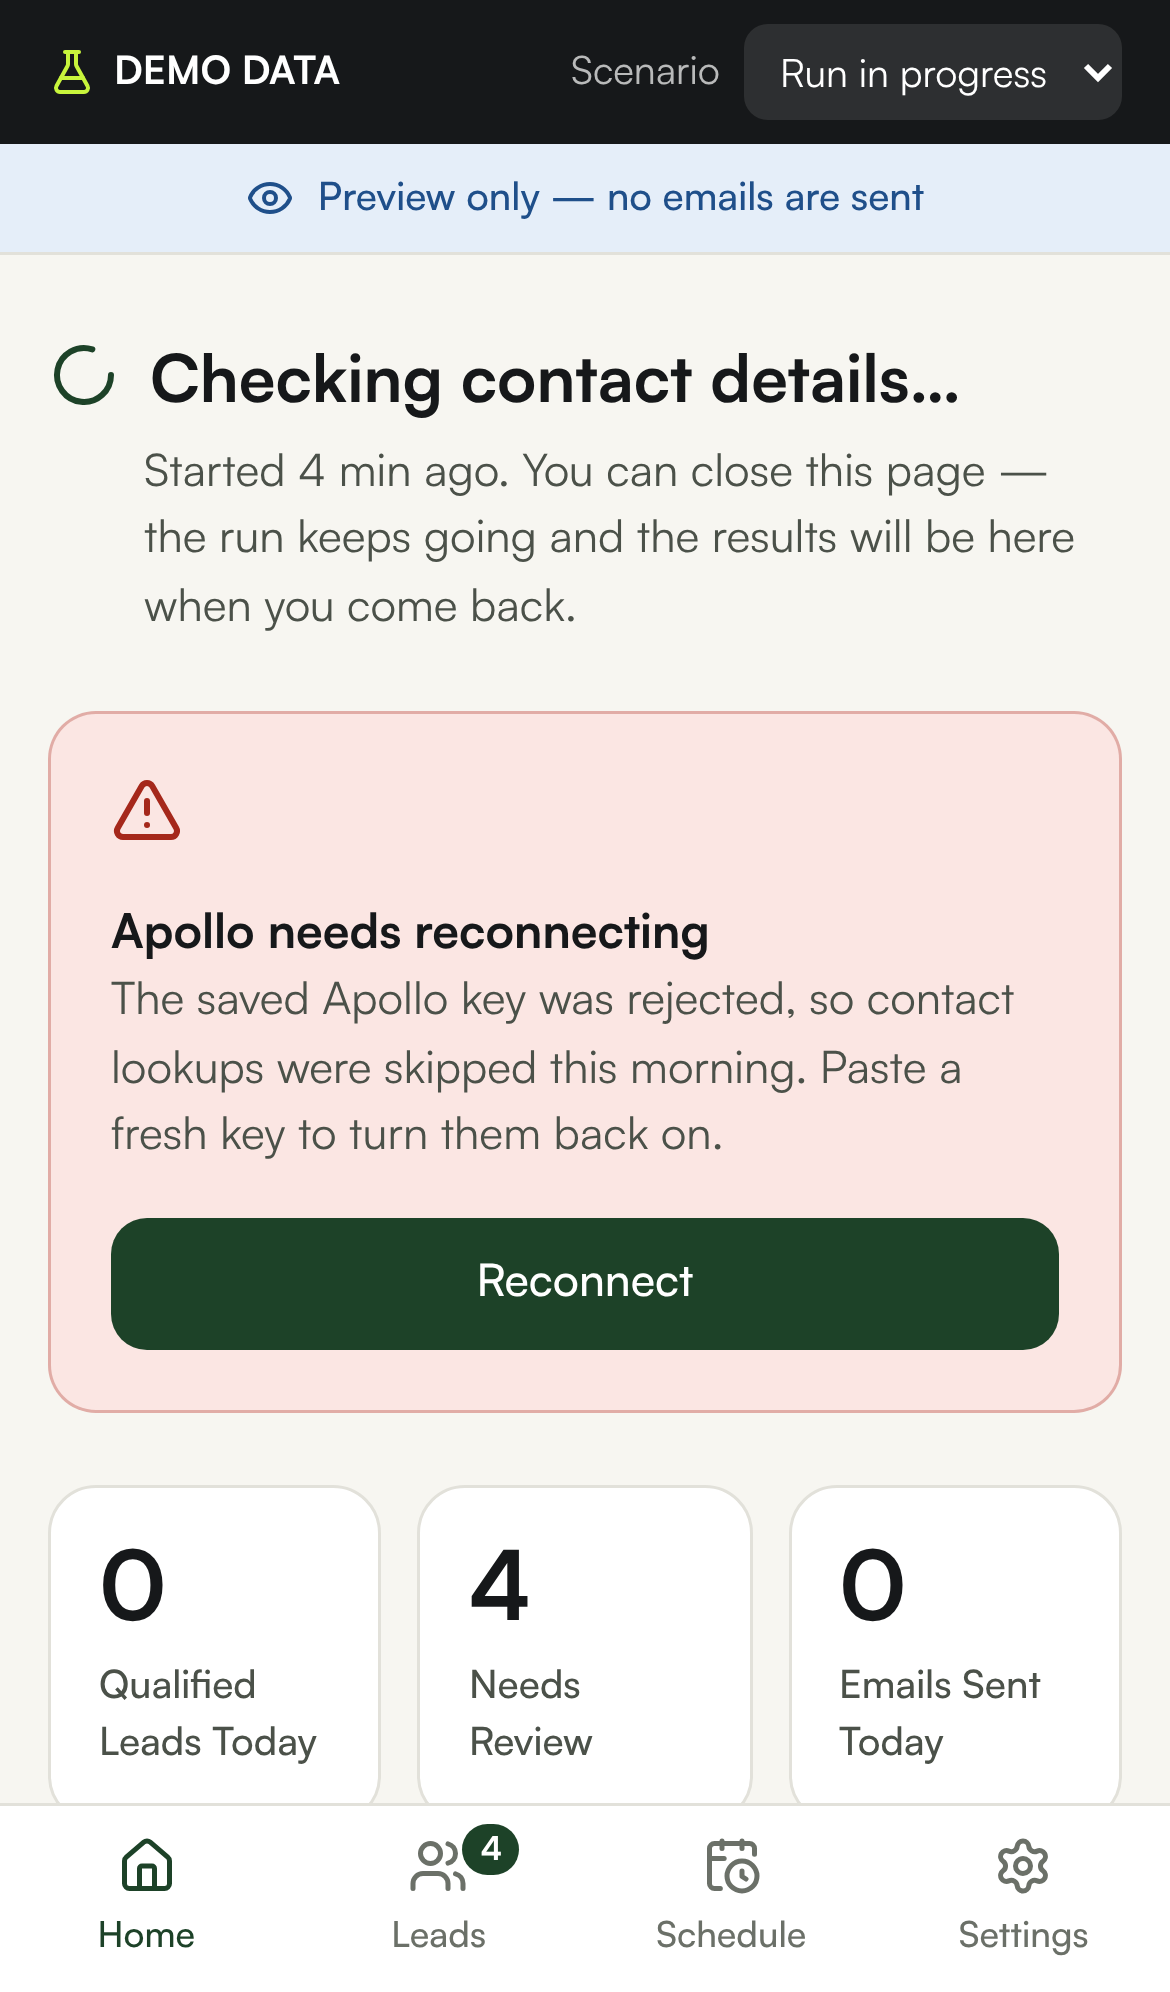 DEMO DATA
Scenario
Run in progress
Preview only — no emails are sent
Checking contact details...
Started 4 min ago. You can close this page —
the run keeps going and the results will be here
when you come back.
Apollo needs reconnecting
The saved Apollo key was rejected, so contact
lookups were skipped this morning. Paste a
fresh key to turn them back on.
Reconnect
0
Qualified
Leads Today
4
Needs
Review
0
Emails Sent
Today
Home
4
Leads
Schedule
Settings